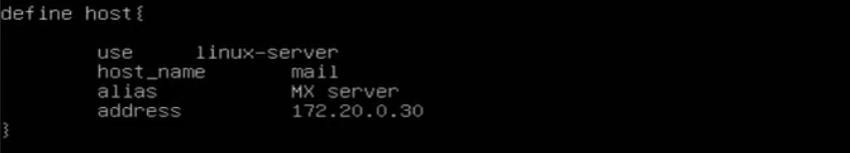 define host{
use linux-server
host_name mail
alias MX server
address 172.20.0.30
}